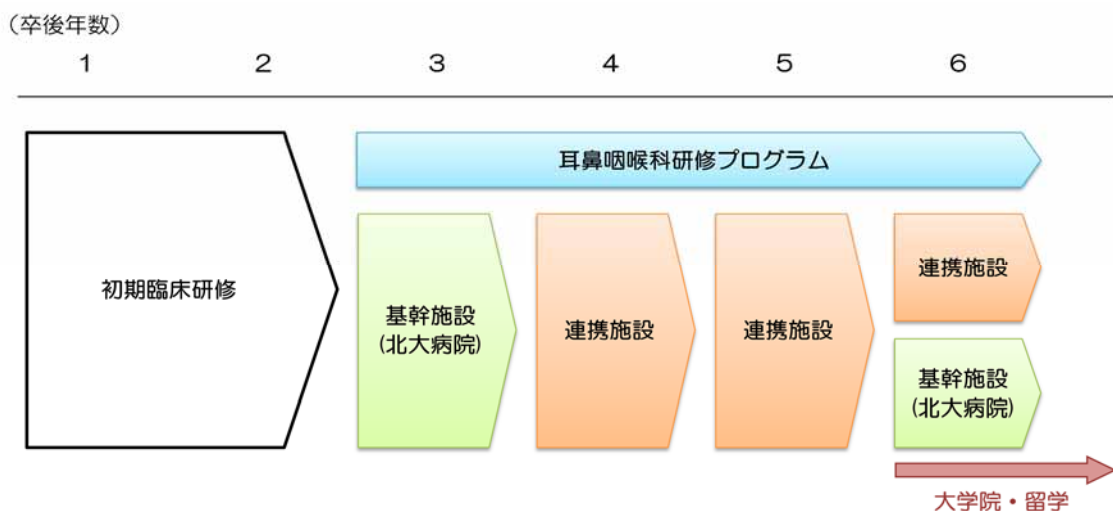 （卒後年数）
1 2 3 4 5 6
耳鼻咽喉科研修プログラム
初期臨床研修
基幹施設
(北大病院)
連携施設
連携施設
連携施設
基幹施設
(北大病院)
大学院・留学